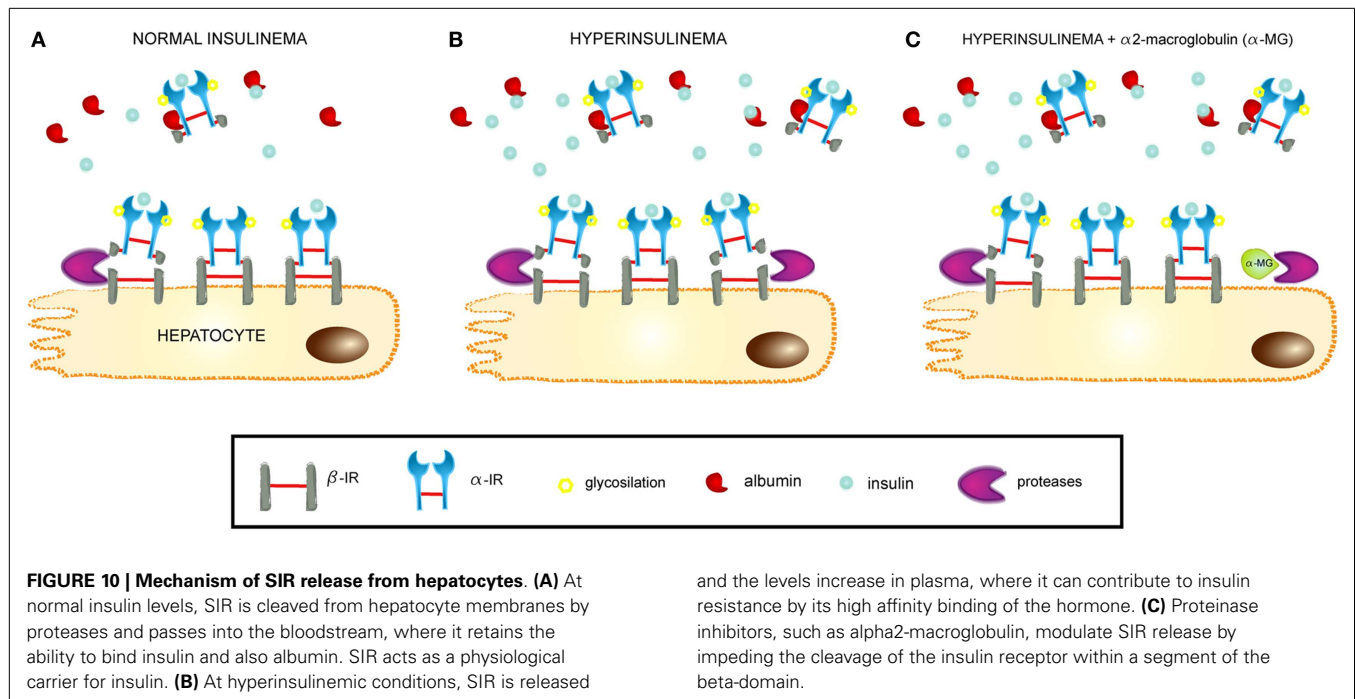 A
NORMAL INSULINEMA
B
HYPERINSULINEMA
C
HYPERINSULINEMA + α2-macroglobulin (α-MG)
α-MG
HEPATOCYTE
β-IR
α-IR
glycosilation
albumin
insulin
proteases
FIGURE 10 | Mechanism of SIR release from hepatocytes. (A) At
normal insulin levels, SIR is cleaved from hepatocyte membranes by
proteases and passes into the bloodstream, where it retains the
ability to bind insulin and also albumin. SIR acts as a physiological
carrier for insulin. (B) At hyperinsulinemic conditions, SIR is released
and the levels increase in plasma, where it can contribute to insulin
resistance by its high affinity binding of the hormone. (C) Proteinase
inhibitors, such as alpha2-macroglobulin, modulate SIR release by
impeding the cleavage of the insulin receptor within a segment of the
beta-domain.